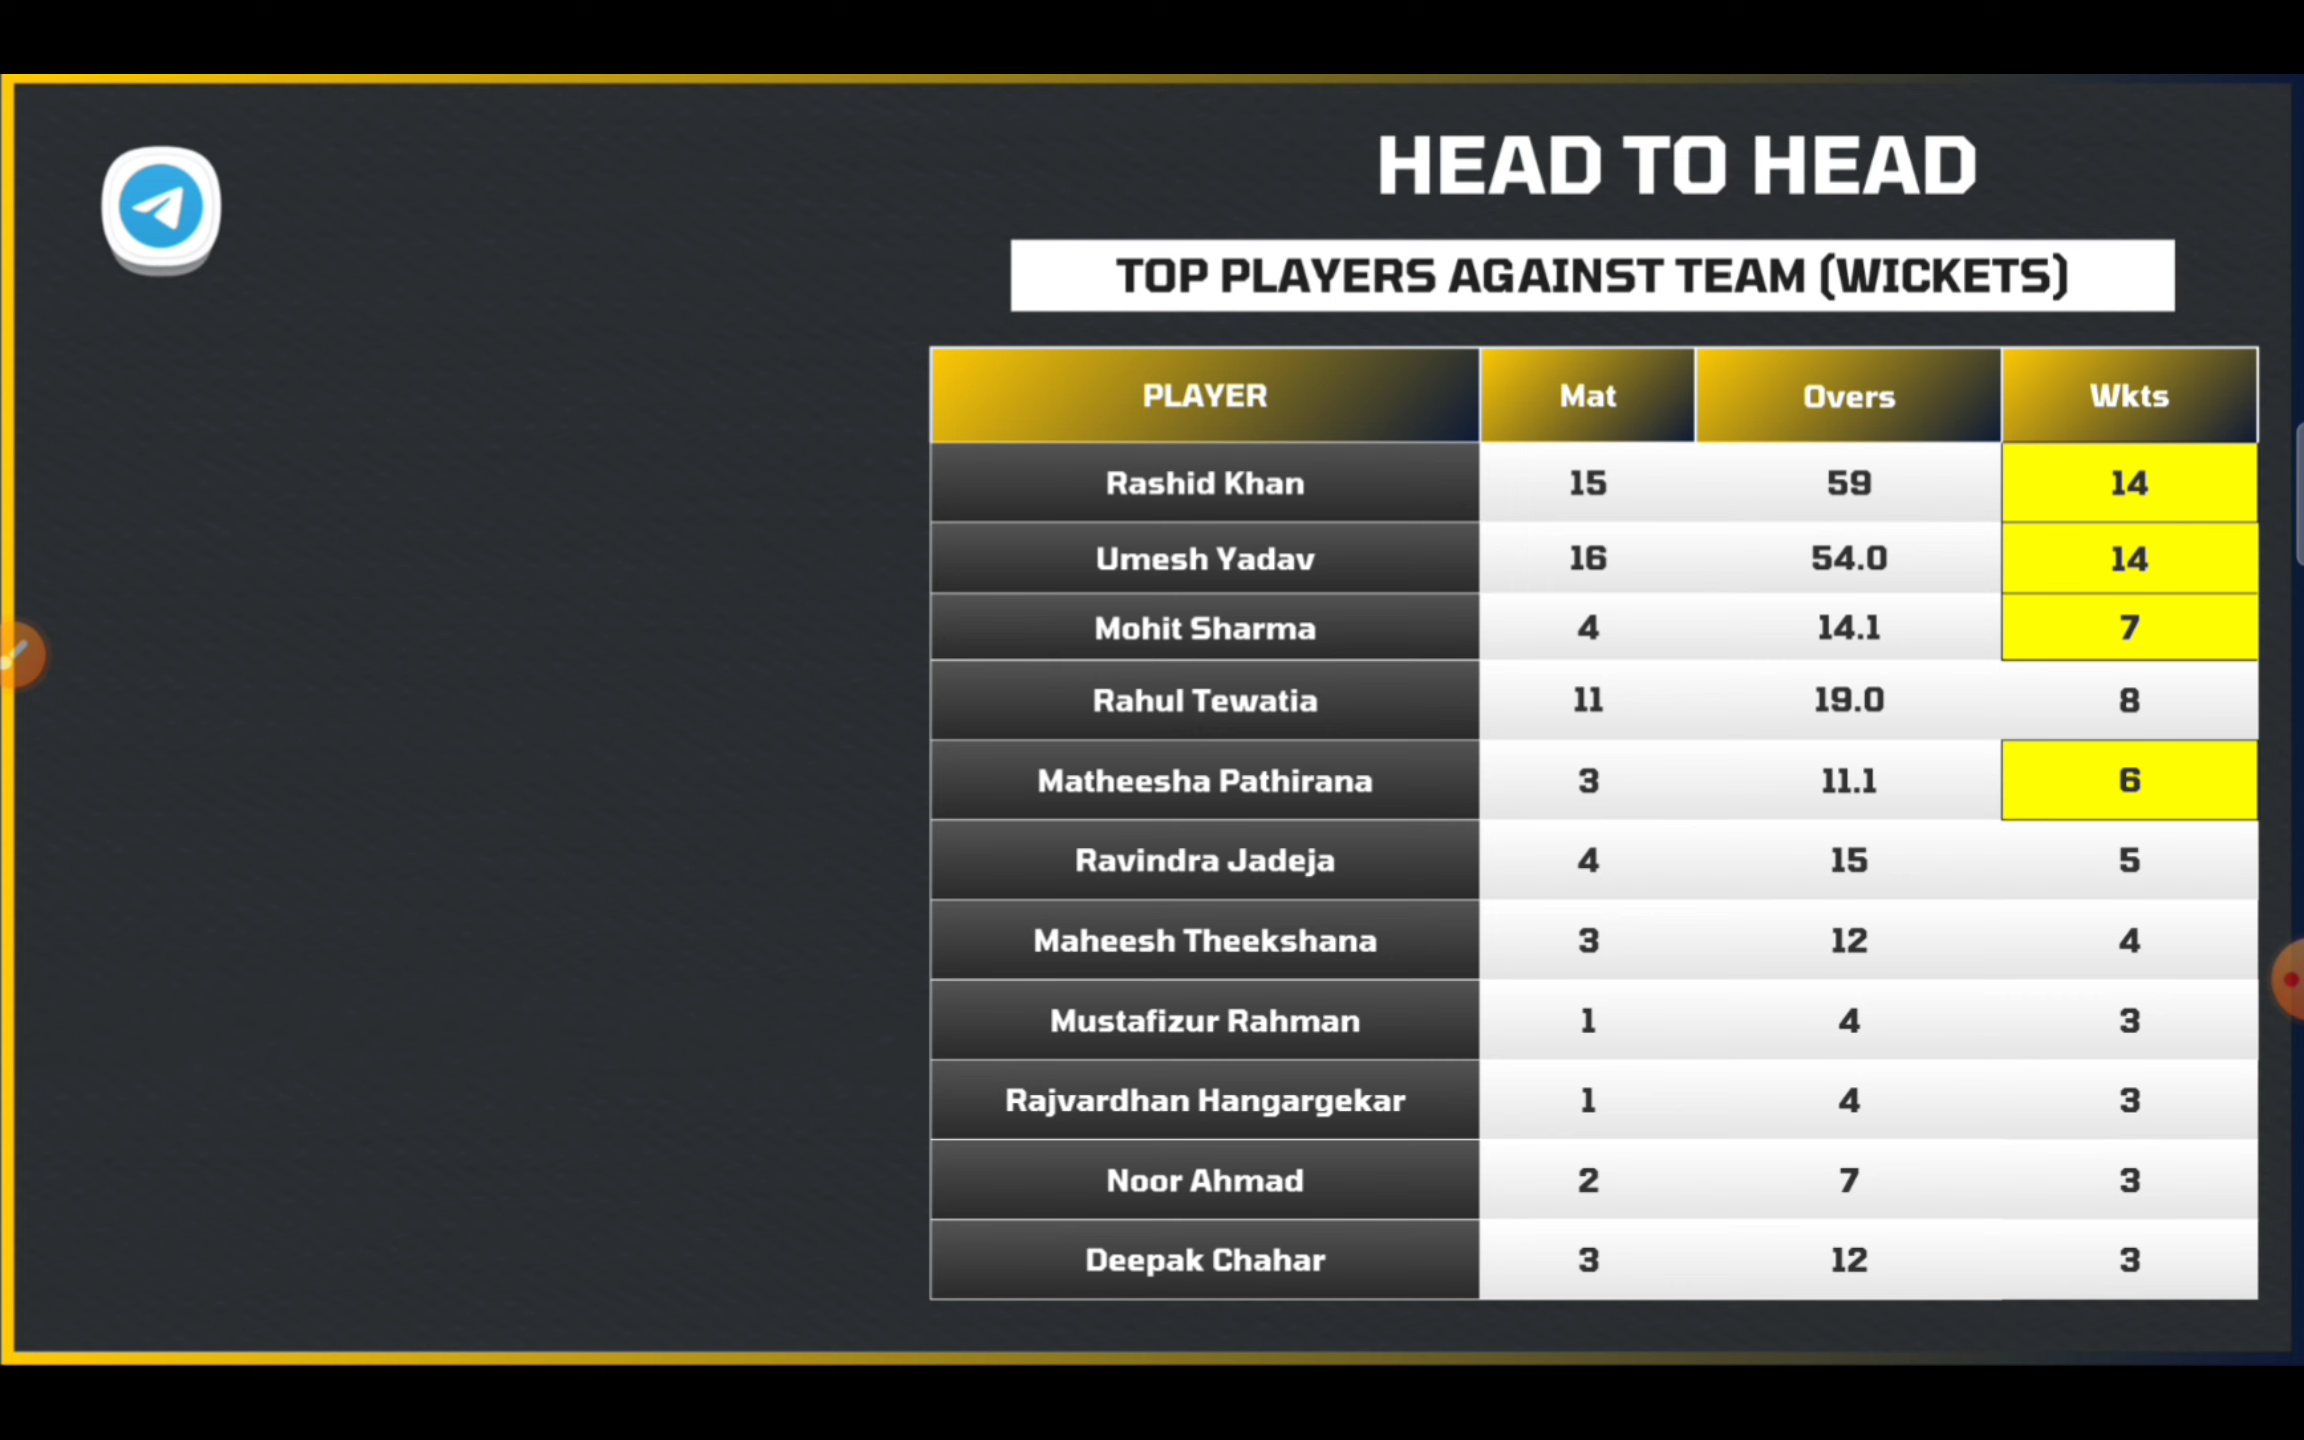 HEAD TO HEAD
TOP PLAYERS AGAINST TEAM (WICKETS)
PLAYER Mat Overs Wkts
Rashid Khan 15 59 14
Umesh Yadav 16 54.0 14
Mohit Sharma 4 14.1 7
Rahul Tewatia 11 19.0 8
Matheesha Pathirana 3 11.1 6
Ravindra Jadeja 4 15 5
Maheesh Theekshana 3 12 4
Mustafizur Rahman 1 4 3
Rajvardhan Hangargekar 1 4 3
Noor Ahmad 2 7 3
Deepak Chahar 3 12 3